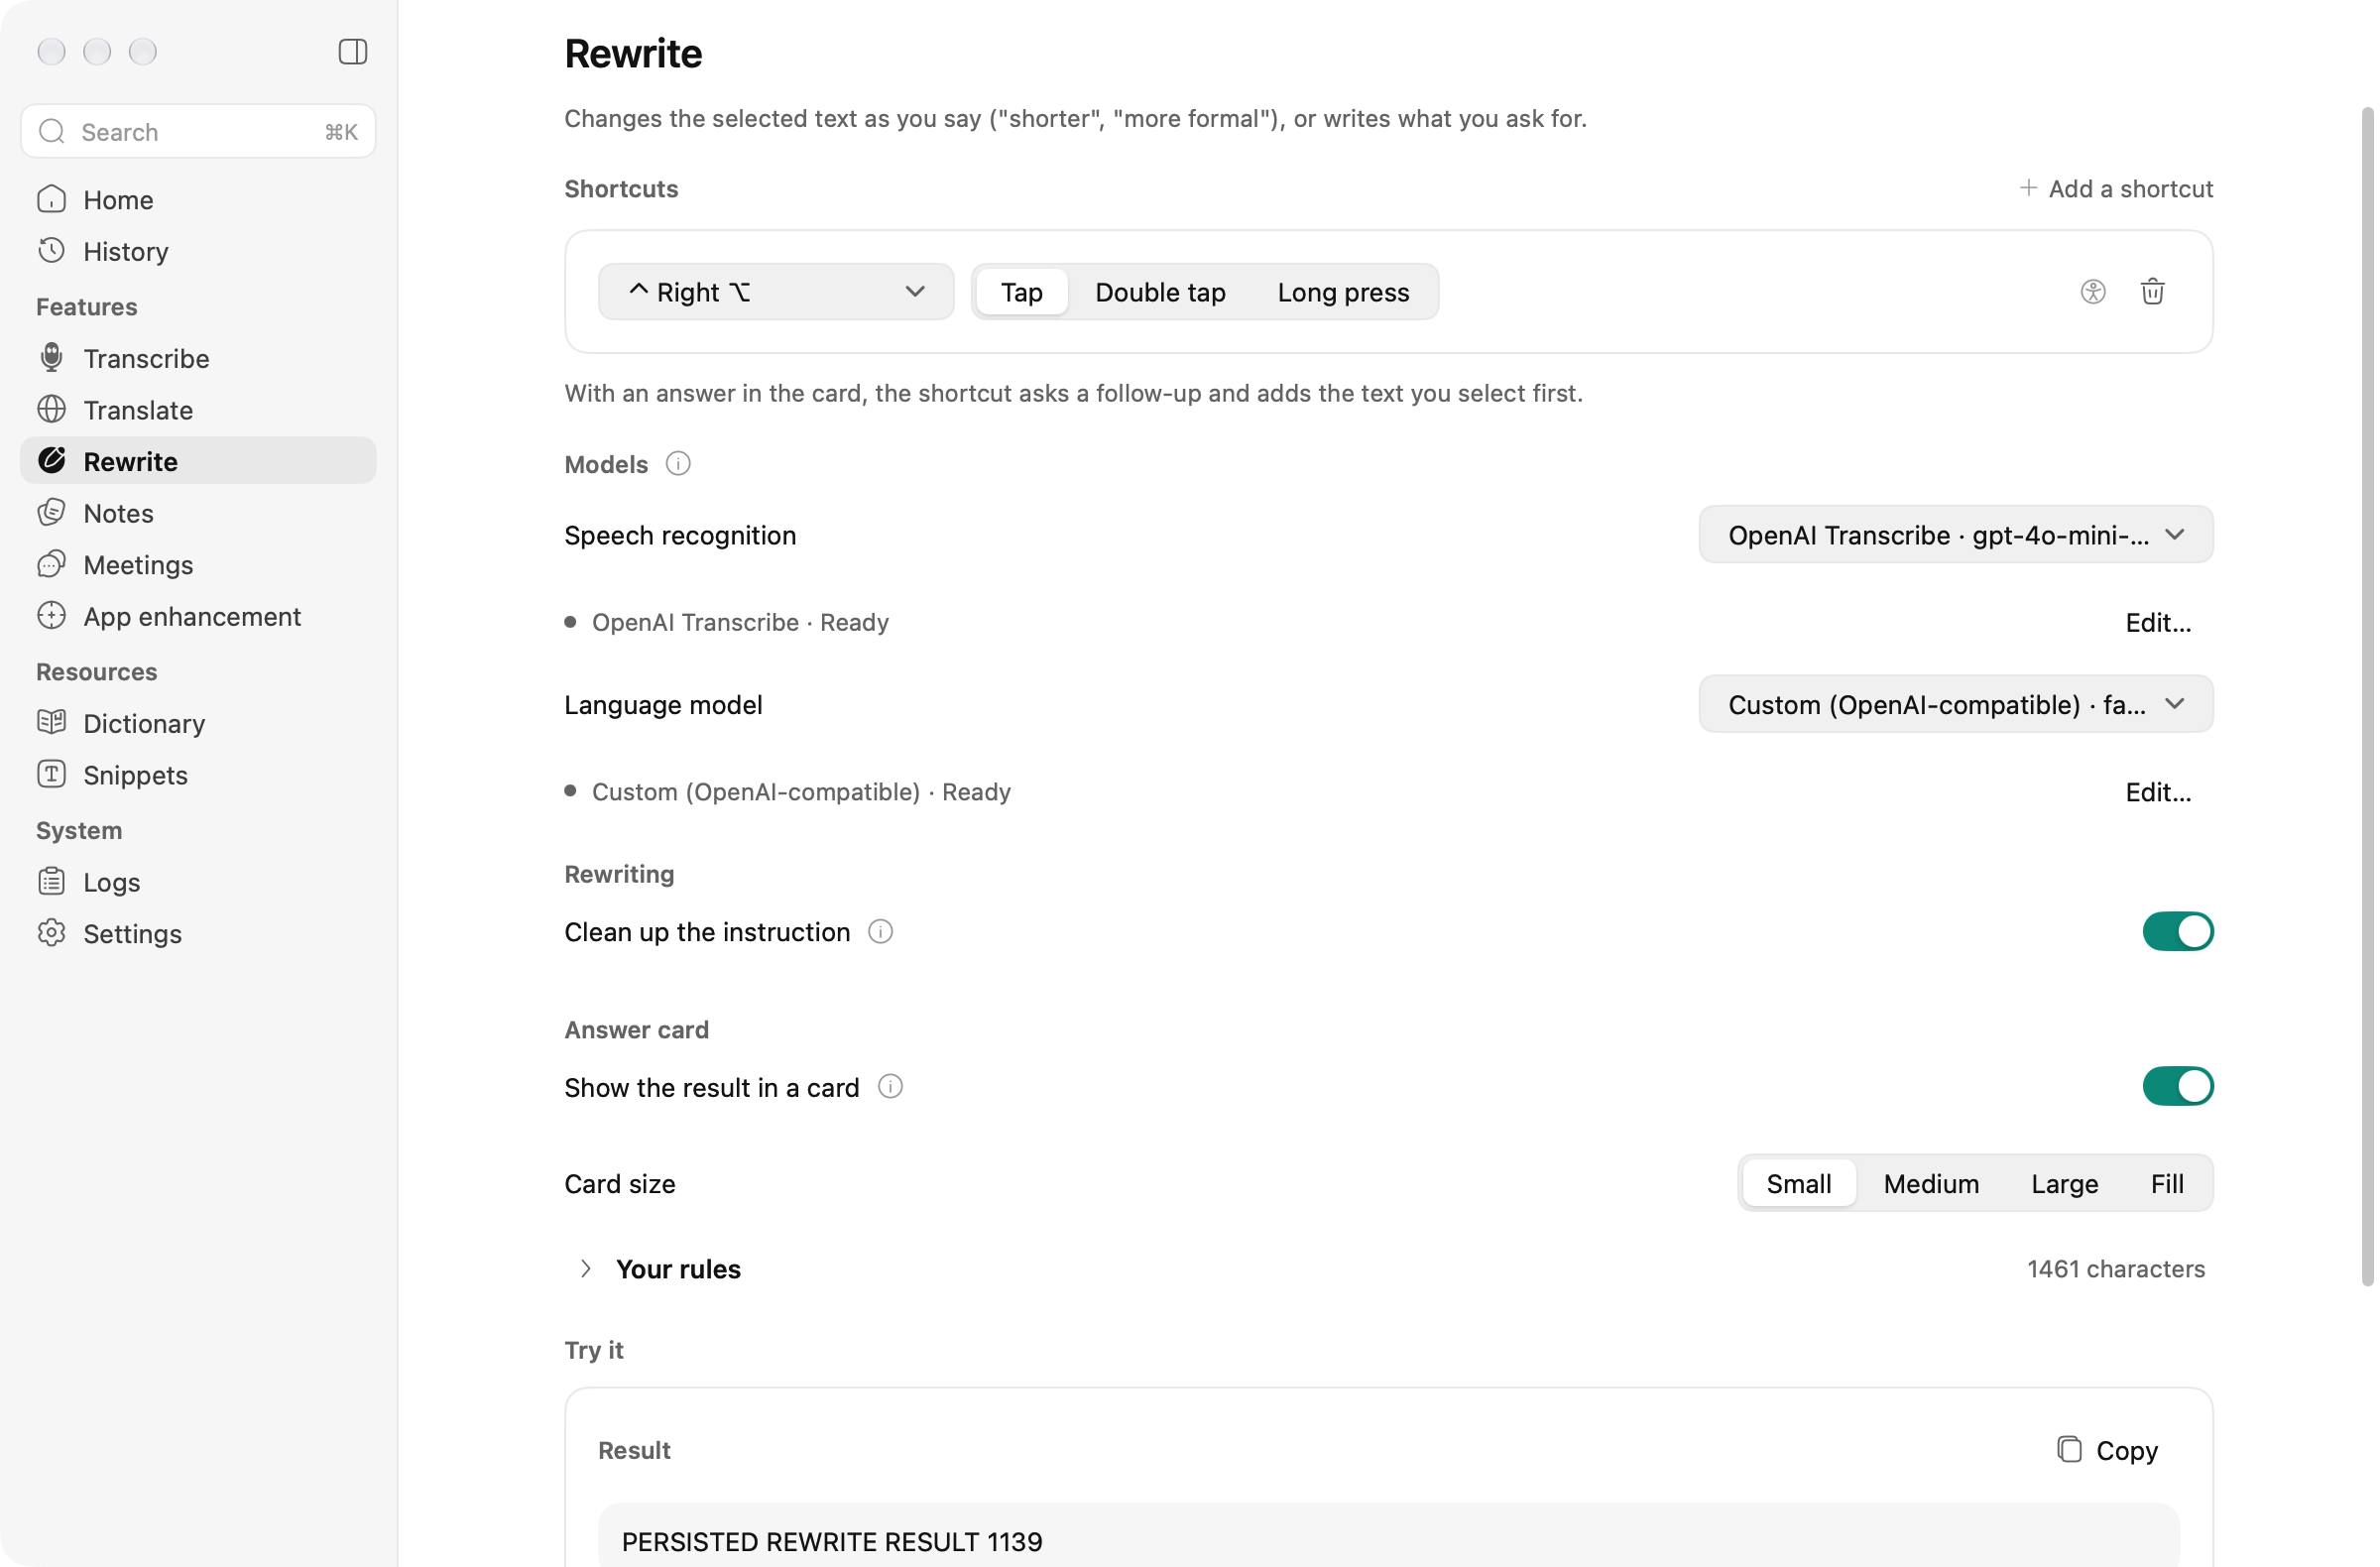 Search ⌘K
Home
History
Features
Transcribe
Translate
Rewrite
Notes
Meetings
App enhancement
Resources
Dictionary
Snippets
System
Logs
Settings
Rewrite
Changes the selected text as you say ("shorter", "more formal"), or writes what you ask for.
Shortcuts + Add a shortcut
^ Right ⌥ Tap Double tap Long press
With an answer in the card, the shortcut asks a follow-up and adds the text you select first.
Models
Speech recognition OpenAI Transcribe · gpt-4o-mini-...
OpenAI Transcribe · Ready Edit...
Language model Custom (OpenAI-compatible) · fa...
Custom (OpenAI-compatible) · Ready Edit...
Rewriting
Clean up the instruction
Answer card
Show the result in a card
Card size Small Medium Large Fill
Your rules 1461 characters
Try it
Result Copy
PERSISTED REWRITE RESULT 1139